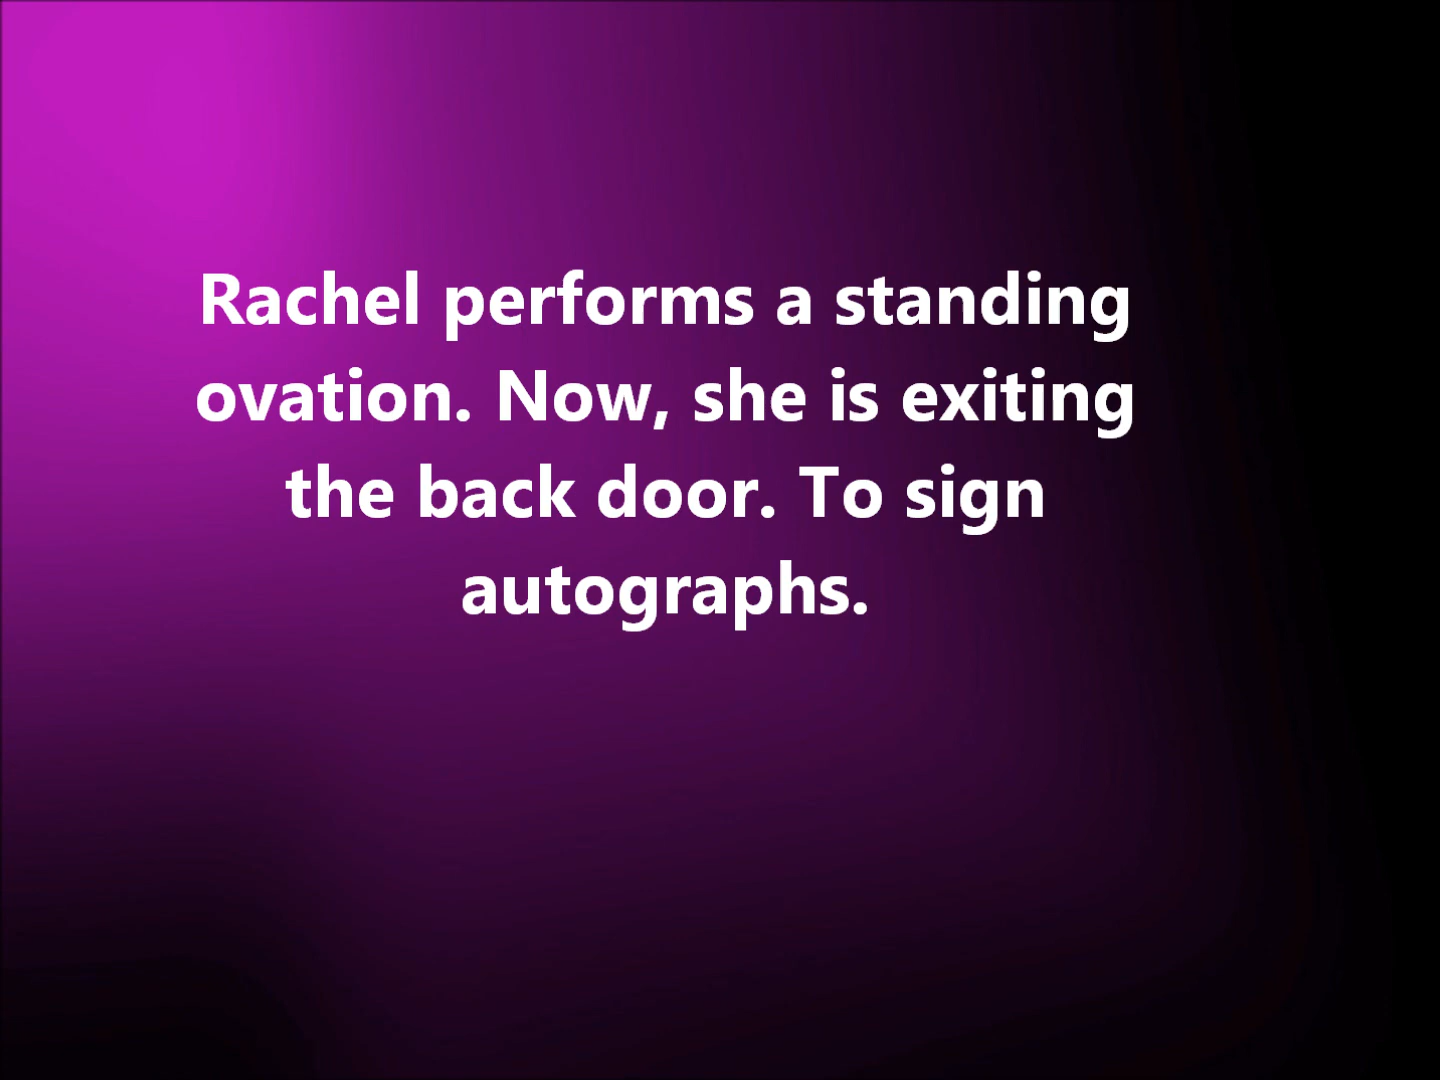 Rachel performs a standing
ovation. Now, she is exiting
the back door. To sign
autographs.